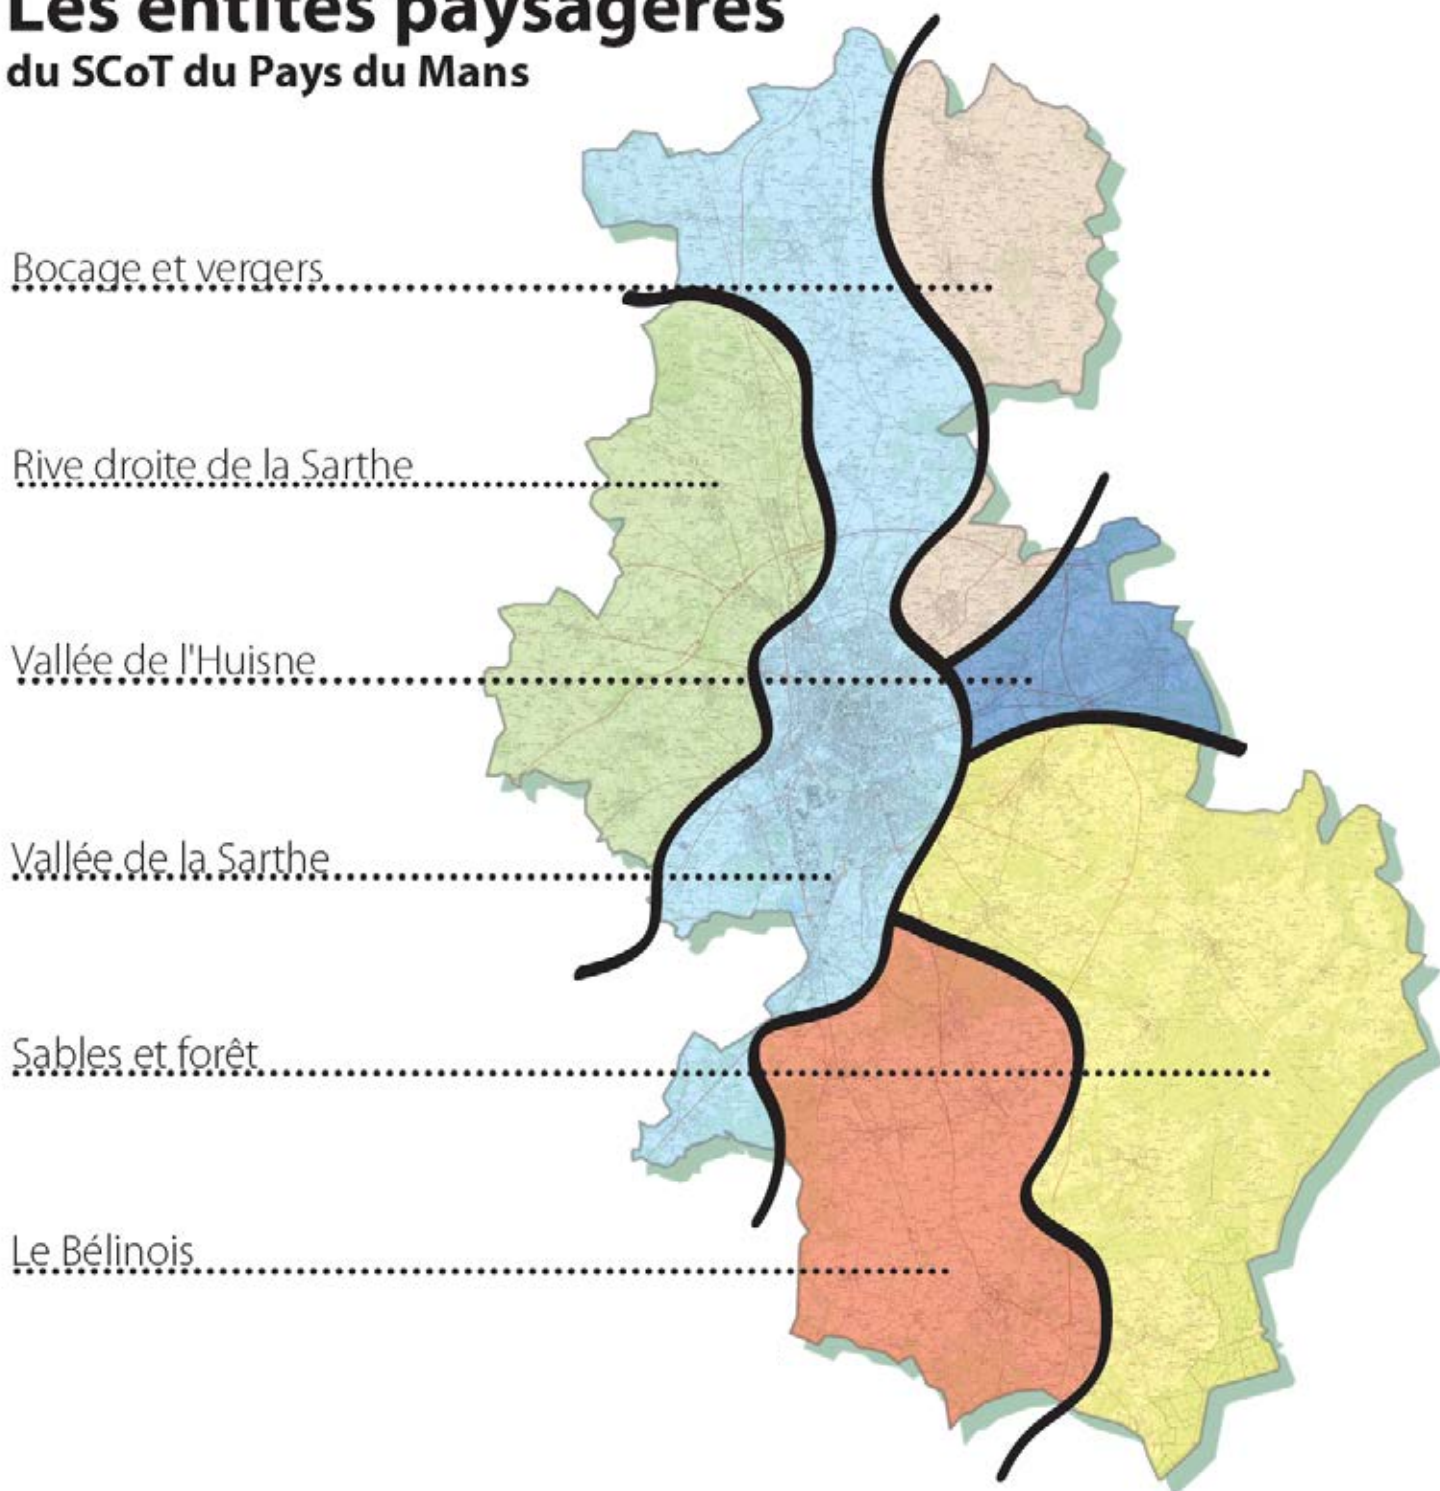 Les entités paysagères
du SCoT du Pays du Mans
Bocage et vergers
Rive droite de la Sarthe
Vallée de l'Huisne
Vallée de la Sarthe
Sables et forêt
Le Bélinois